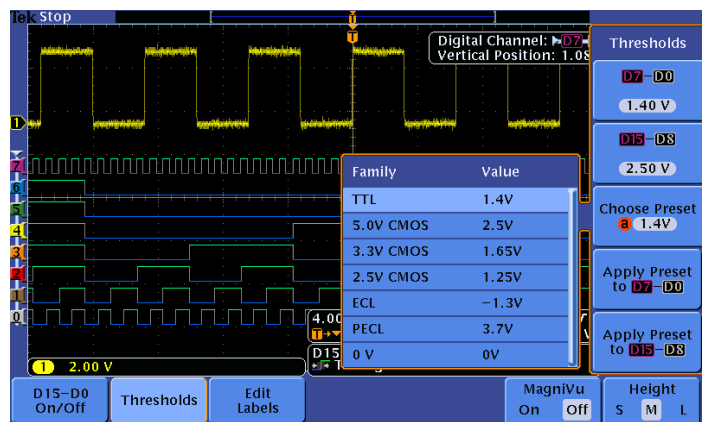 Tek Stop
T
T
Digital Channel: D7
Vertical Position: 1.08
Thresholds
D7-D0
1.40 V
1
D15-D8
2.50 V
7
6
5
4
3
2
1
0
Family Value
TTL 1.4V
5.0V CMOS 2.5V
3.3V CMOS 1.65V
2.5V CMOS 1.25V
ECL −1.3V
PECL 3.7V
0 V 0V
Choose Preset
a 1.4V
Apply Preset
to D7-D0
Apply Preset
to D15-D8
4.00
T
D15
1 2.00 V
D15-D0
On/Off
Thresholds
Edit
Labels
MagniVu
On Off
Height
S M L